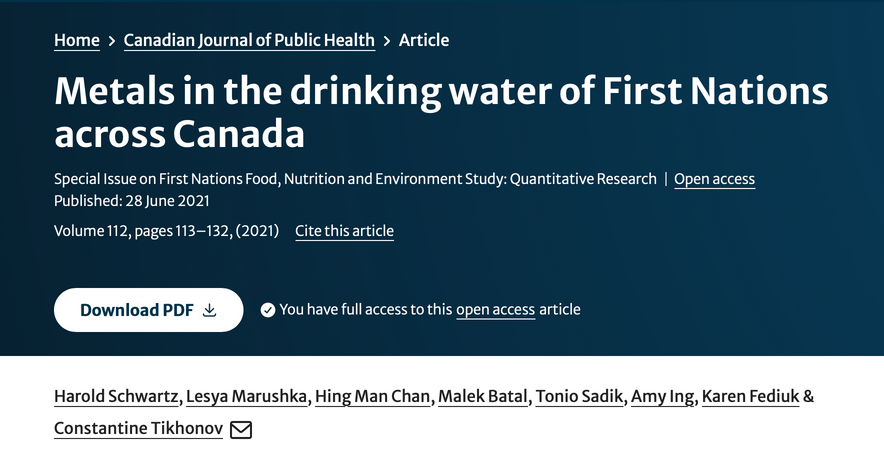 Home > Canadian Journal of Public Health > Article
Metals in the drinking water of First Nations
across Canada
Special Issue on First Nations Food, Nutrition and Environment Study: Quantitative Research | Open access
Published: 28 June 2021
Volume 112, pages 113–132, (2021) Cite this article
Download PDF You have full access to this open access article
Harold Schwartz, Lesya Marushka, Hing Man Chan, Malek Batal, Tonio Sadik, Amy Ing, Karen Fediuk &
Constantine Tikhonov